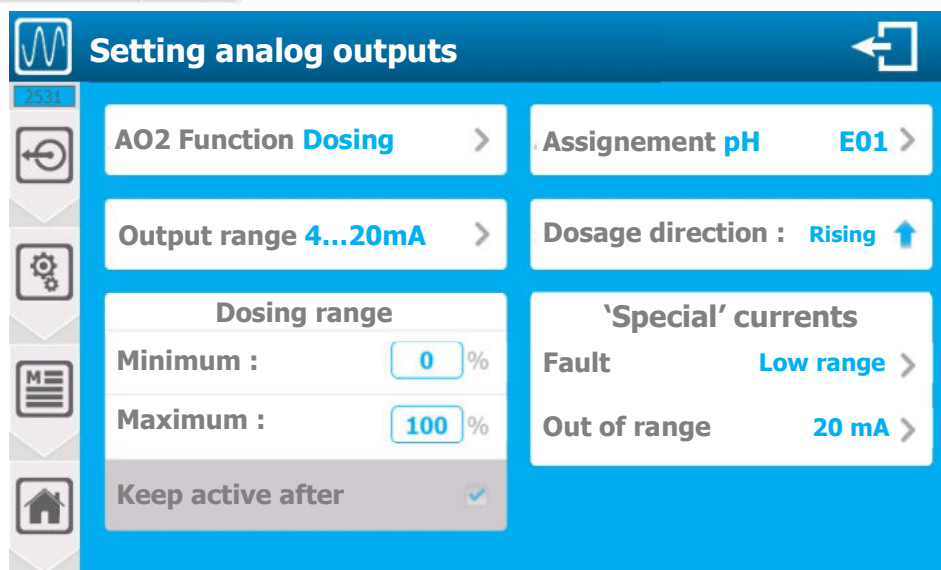 Setting analog outputs
2531
AO2 Function Dosing
Assignement pH E01
Output range 4...20mA
Dosage direction : Rising
Dosing range
Minimum : 0 %
Maximum : 100 %
Keep active after
‘Special’ currents
Fault Low range
Out of range 20 mA
M